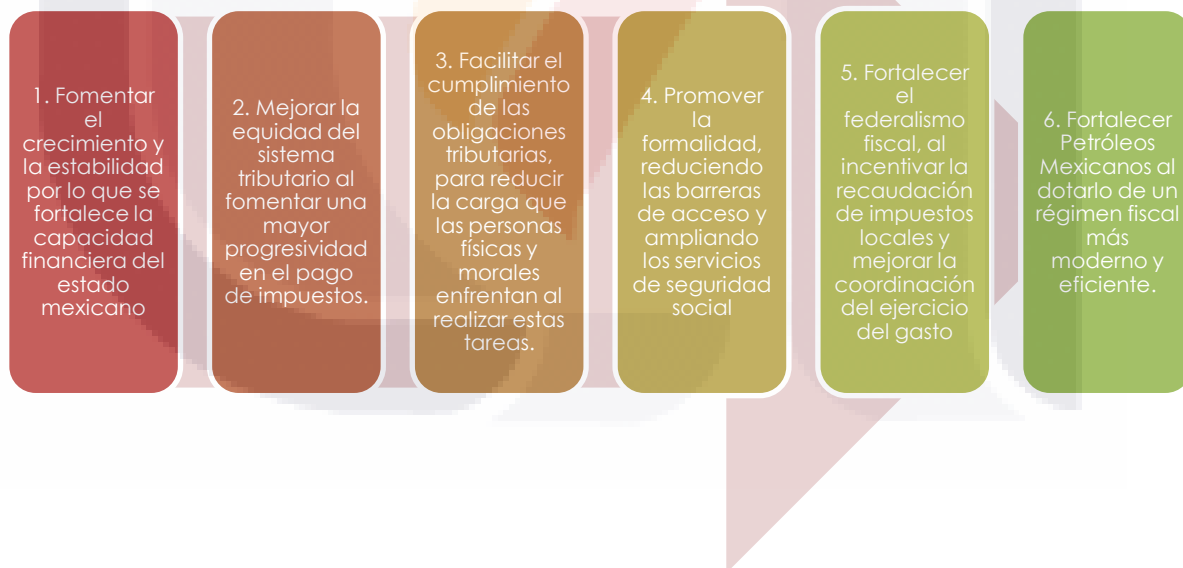 1. Fomentar
el
crecimiento y
la estabilidad
por lo que se
fortalece la
capacidad
financiera del
estado
mexicano
2. Mejorar la
equidad del
sistema
tributario al
fomentar una
mayor
progresividad
en el pago
de impuestos.
3. Facilitar el
cumplimiento
de las
obligaciones
tributarias,
para reducir
la carga que
las personas
físicas y
morales
enfrentan al
realizar estas
tareas.
4. Promover
la
formalidad,
reduciendo
las barreras
de acceso y
ampliando
los servicios
de seguridad
social
5. Fortalecer
el
federalismo
fiscal, al
incentivar la
recaudación
de impuestos
locales y
mejorar la
coordinación
del ejercicio
del gasto
6. Fortalecer
Petróleos
Mexicanos al
dotarlo de un
régimen fiscal
más
moderno y
eficiente.